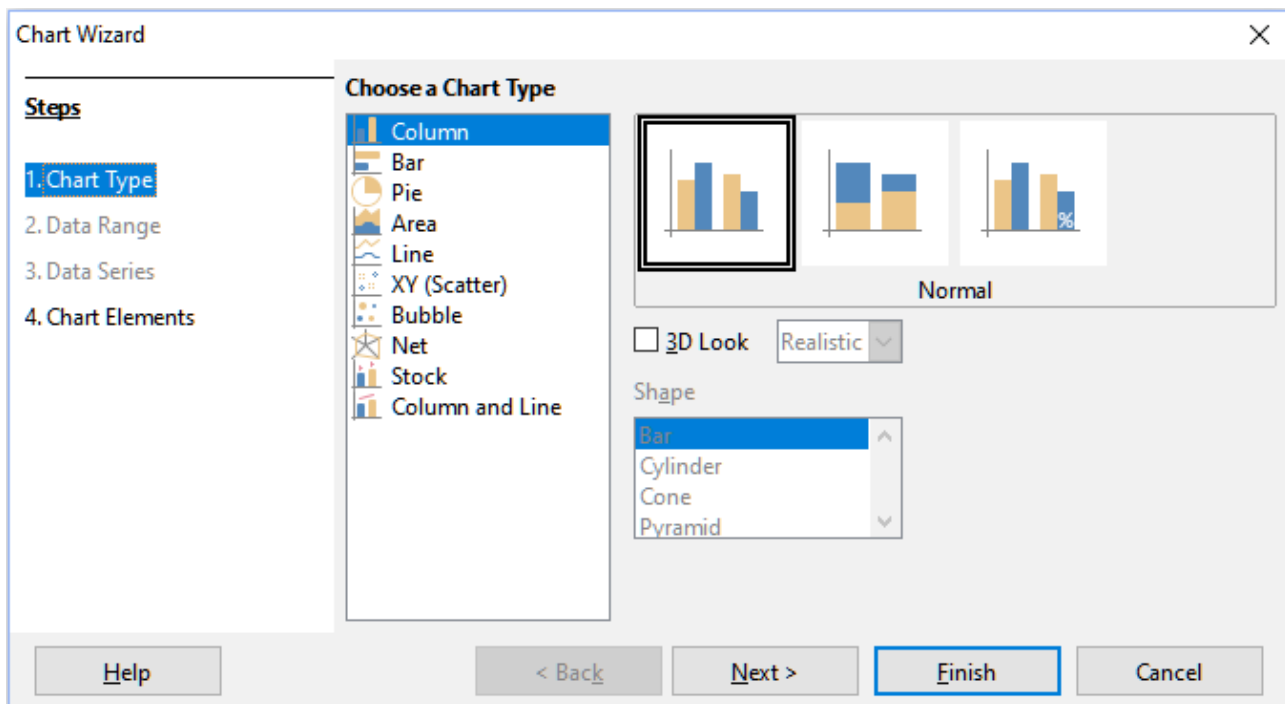 Chart Wizard
Steps
1. Chart Type
2. Data Range
3. Data Series
4. Chart Elements
Choose a Chart Type
Column
Bar
Pie
Area
Line
XY (Scatter)
Bubble
Net
Stock
Column and Line
%
Normal
3D Look
Realistic
Shape
Bar
Cylinder
Cone
Pyramid
Help
< Back
Next >
Finish
Cancel